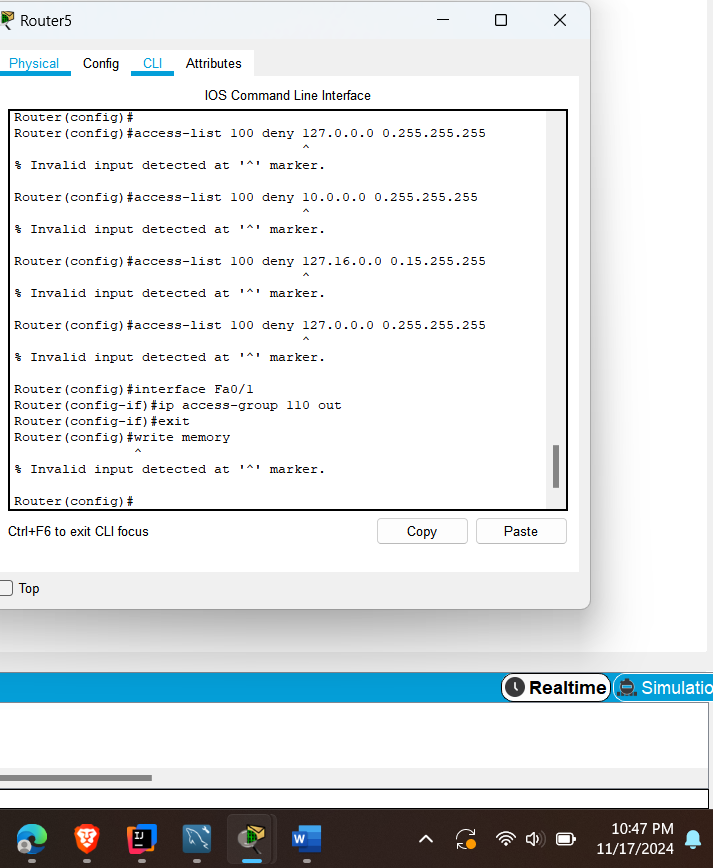 Router5
Physical Config CLI Attributes
IOS Command Line Interface
Router(config)#
Router(config)#access-list 100 deny 127.0.0.0 0.255.255.255
^
% Invalid input detected at '^' marker.
Router(config)#access-list 100 deny 10.0.0.0 0.255.255.255
^
% Invalid input detected at '^' marker.
Router(config)#access-list 100 deny 127.16.0.0 0.15.255.255
^
% Invalid input detected at '^' marker.
Router(config)#access-list 100 deny 127.0.0.0 0.255.255.255
^
% Invalid input detected at '^' marker.
Router(config)#interface Fa0/1
Router(config-if)#ip access-group 110 out
Router(config-if)#exit
Router(config)#write memory
^
% Invalid input detected at '^' marker.
Router(config)#
Ctrl+F6 to exit CLI focus
Copy Paste
Top
Realtime Simulatio
10:47 PM
11/17/2024